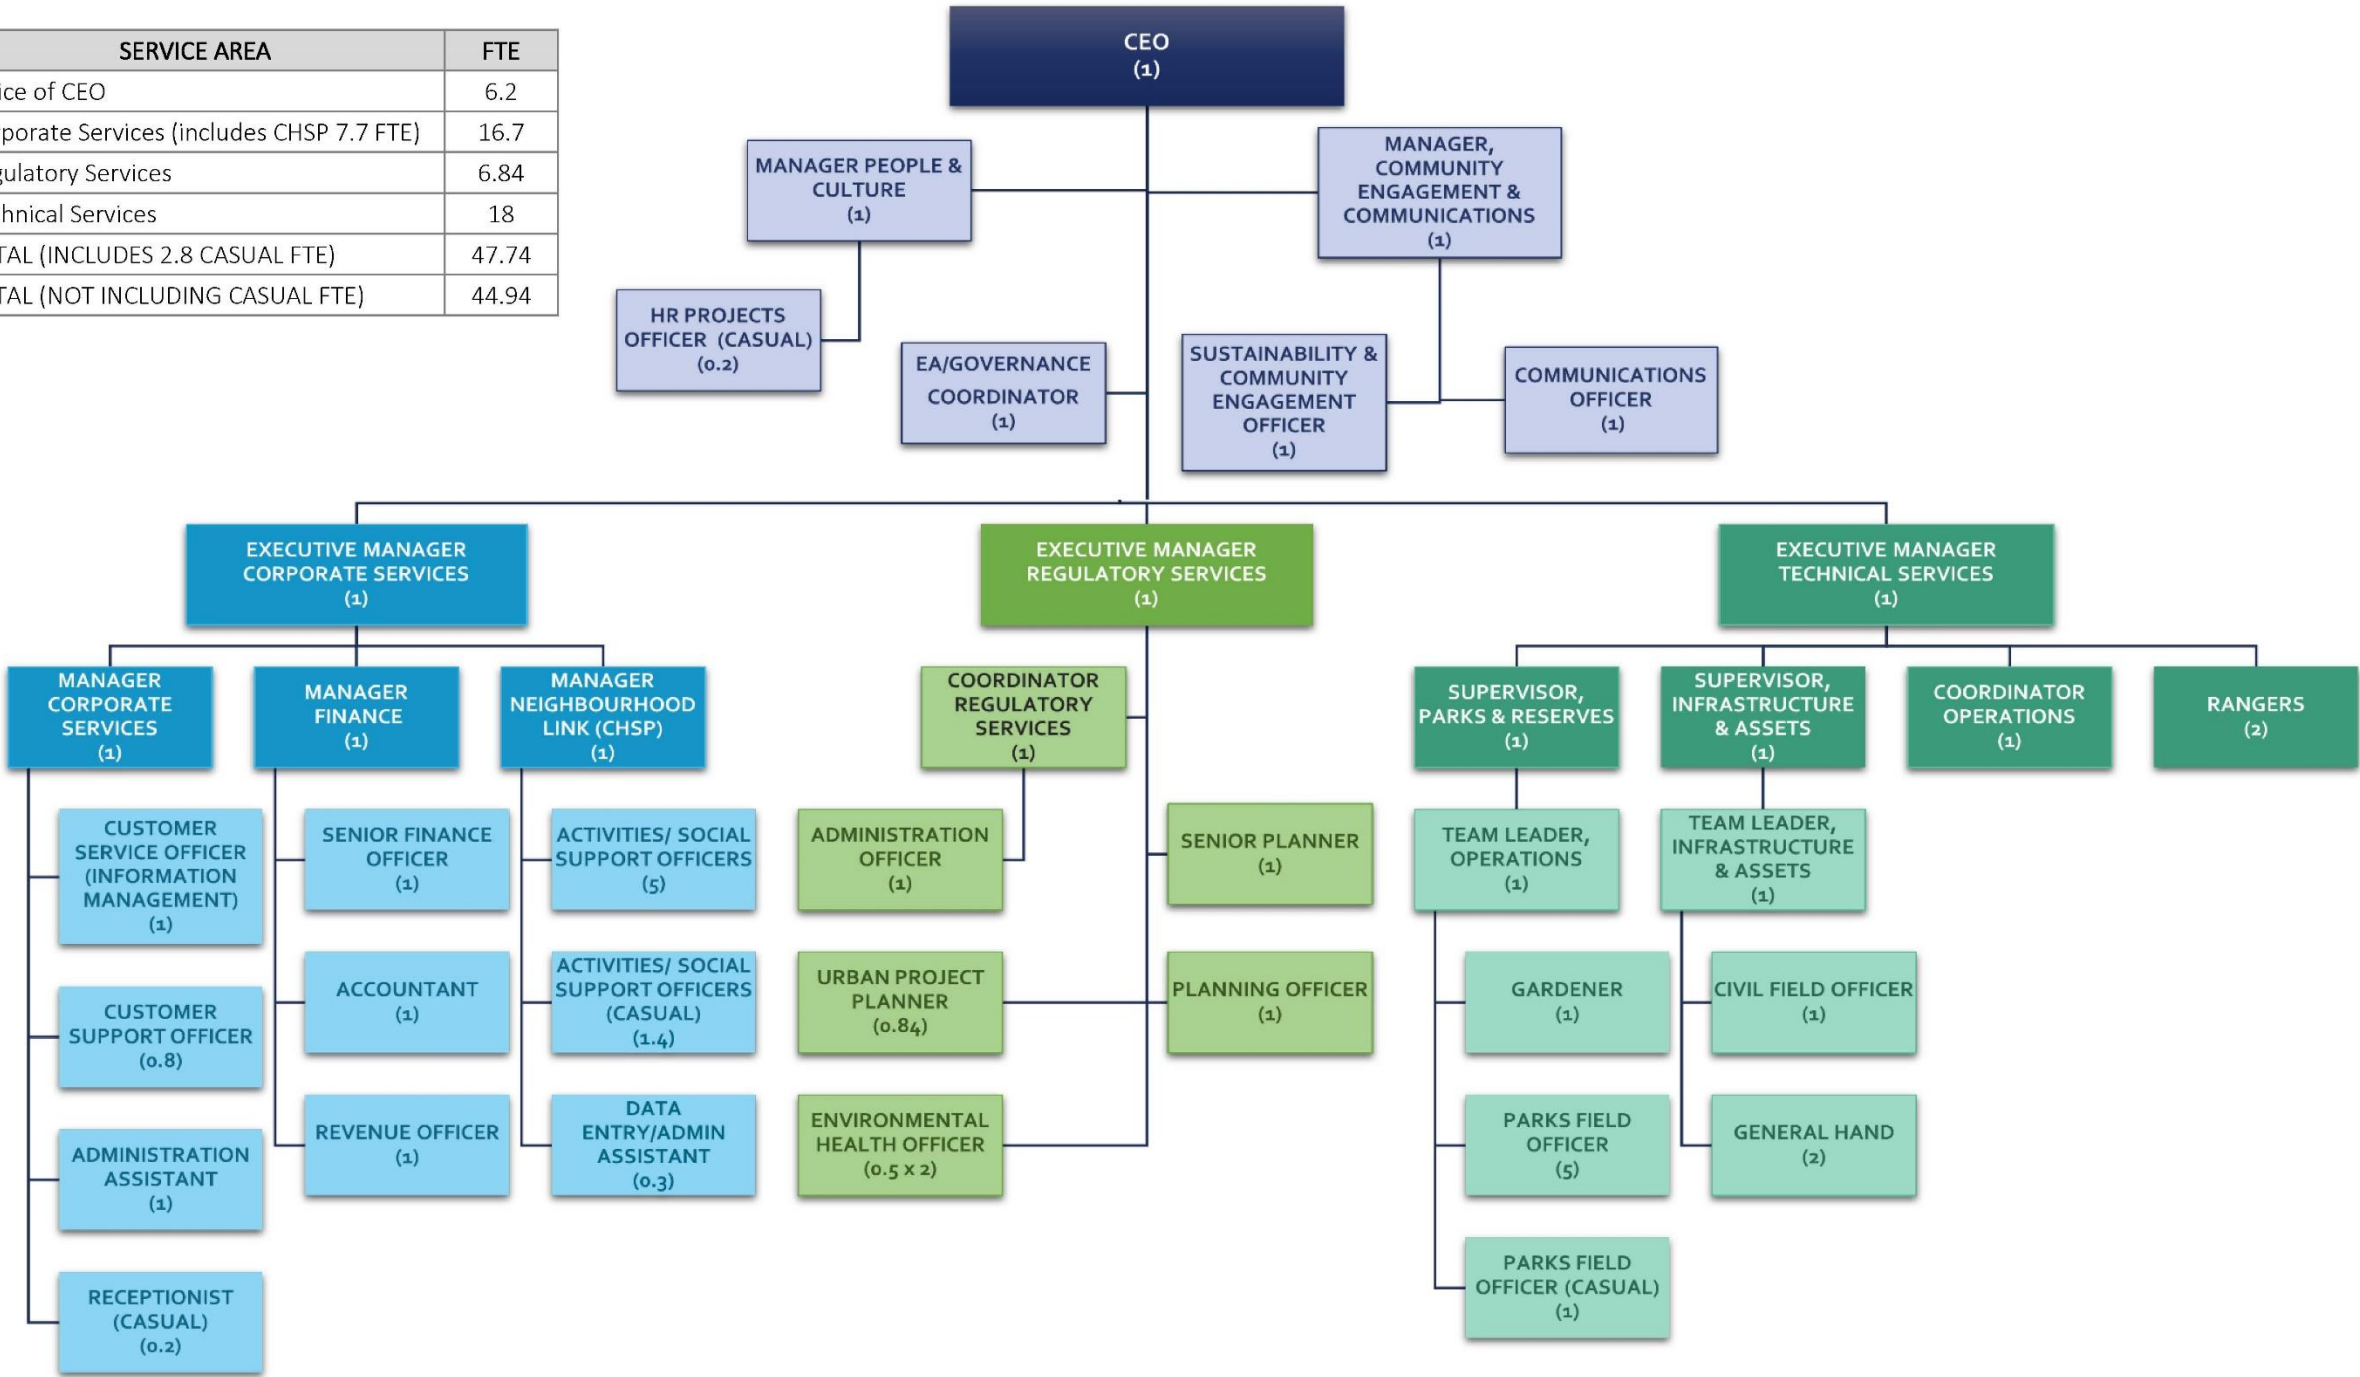 SERVICE AREA FTE
ice of CEO 6.2
porate Services (includes CHSP 7.7 FTE) 16.7
gulatory Services 6.84
hnical Services 18
TAL (INCLUDES 2.8 CASUAL FTE) 47.74
TAL (NOT INCLUDING CASUAL FTE) 44.94
CEO
(1)
MANAGER PEOPLE &
CULTURE
(1)
MANAGER,
COMMUNITY
ENGAGEMENT &
COMMUNICATIONS
(1)
HR PROJECTS
OFFICER (CASUAL)
(0.2)
EA/GOVERNANCE
COORDINATOR
(1)
SUSTAINABILITY &
COMMUNITY
ENGAGEMENT
OFFICER
(1)
COMMUNICATIONS
OFFICER
(1)
EXECUTIVE MANAGER
CORPORATE SERVICES
(1)
EXECUTIVE MANAGER
REGULATORY SERVICES
(1)
EXECUTIVE MANAGER
TECHNICAL SERVICES
(1)
MANAGER
CORPORATE
SERVICES
(1)
MANAGER
FINANCE
(1)
MANAGER
NEIGHBOURHOOD
LINK (CHSP)
(1)
COORDINATOR
REGULATORY
SERVICES
(1)
SUPERVISOR,
PARKS & RESERVES
(1)
SUPERVISOR,
INFRASTRUCTURE
& ASSETS
(1)
COORDINATOR
OPERATIONS
(1)
RANGERS
(2)
CUSTOMER
SERVICE OFFICER
(INFORMATION
MANAGEMENT)
(1)
SENIOR FINANCE
OFFICER
(1)
ACTIVITIES/ SOCIAL
SUPPORT OFFICERS
(5)
ADMINISTRATION
OFFICER
(1)
SENIOR PLANNER
(1)
TEAM LEADER,
OPERATIONS
(1)
TEAM LEADER,
INFRASTRUCTURE
& ASSETS
(1)
CUSTOMER
SUPPORT OFFICER
(0.8)
ACCOUNTANT
(1)
ACTIVITIES/ SOCIAL
SUPPORT OFFICERS
(CASUAL)
(1.4)
URBAN PROJECT
PLANNER
(0.84)
PLANNING OFFICER
(1)
GARDENER
(1)
CIVIL FIELD OFFICER
(1)
ADMINISTRATION
ASSISTANT
(1)
REVENUE OFFICER
(1)
DATA
ENTRY/ADMIN
ASSISTANT
(0.3)
ENVIRONMENTAL
HEALTH OFFICER
(0.5 x 2)
PARKS FIELD
OFFICER
(5)
GENERAL HAND
(2)
RECEPTIONIST
(CASUAL)
(0.2)
PARKS FIELD
OFFICER (CASUAL)
(1)